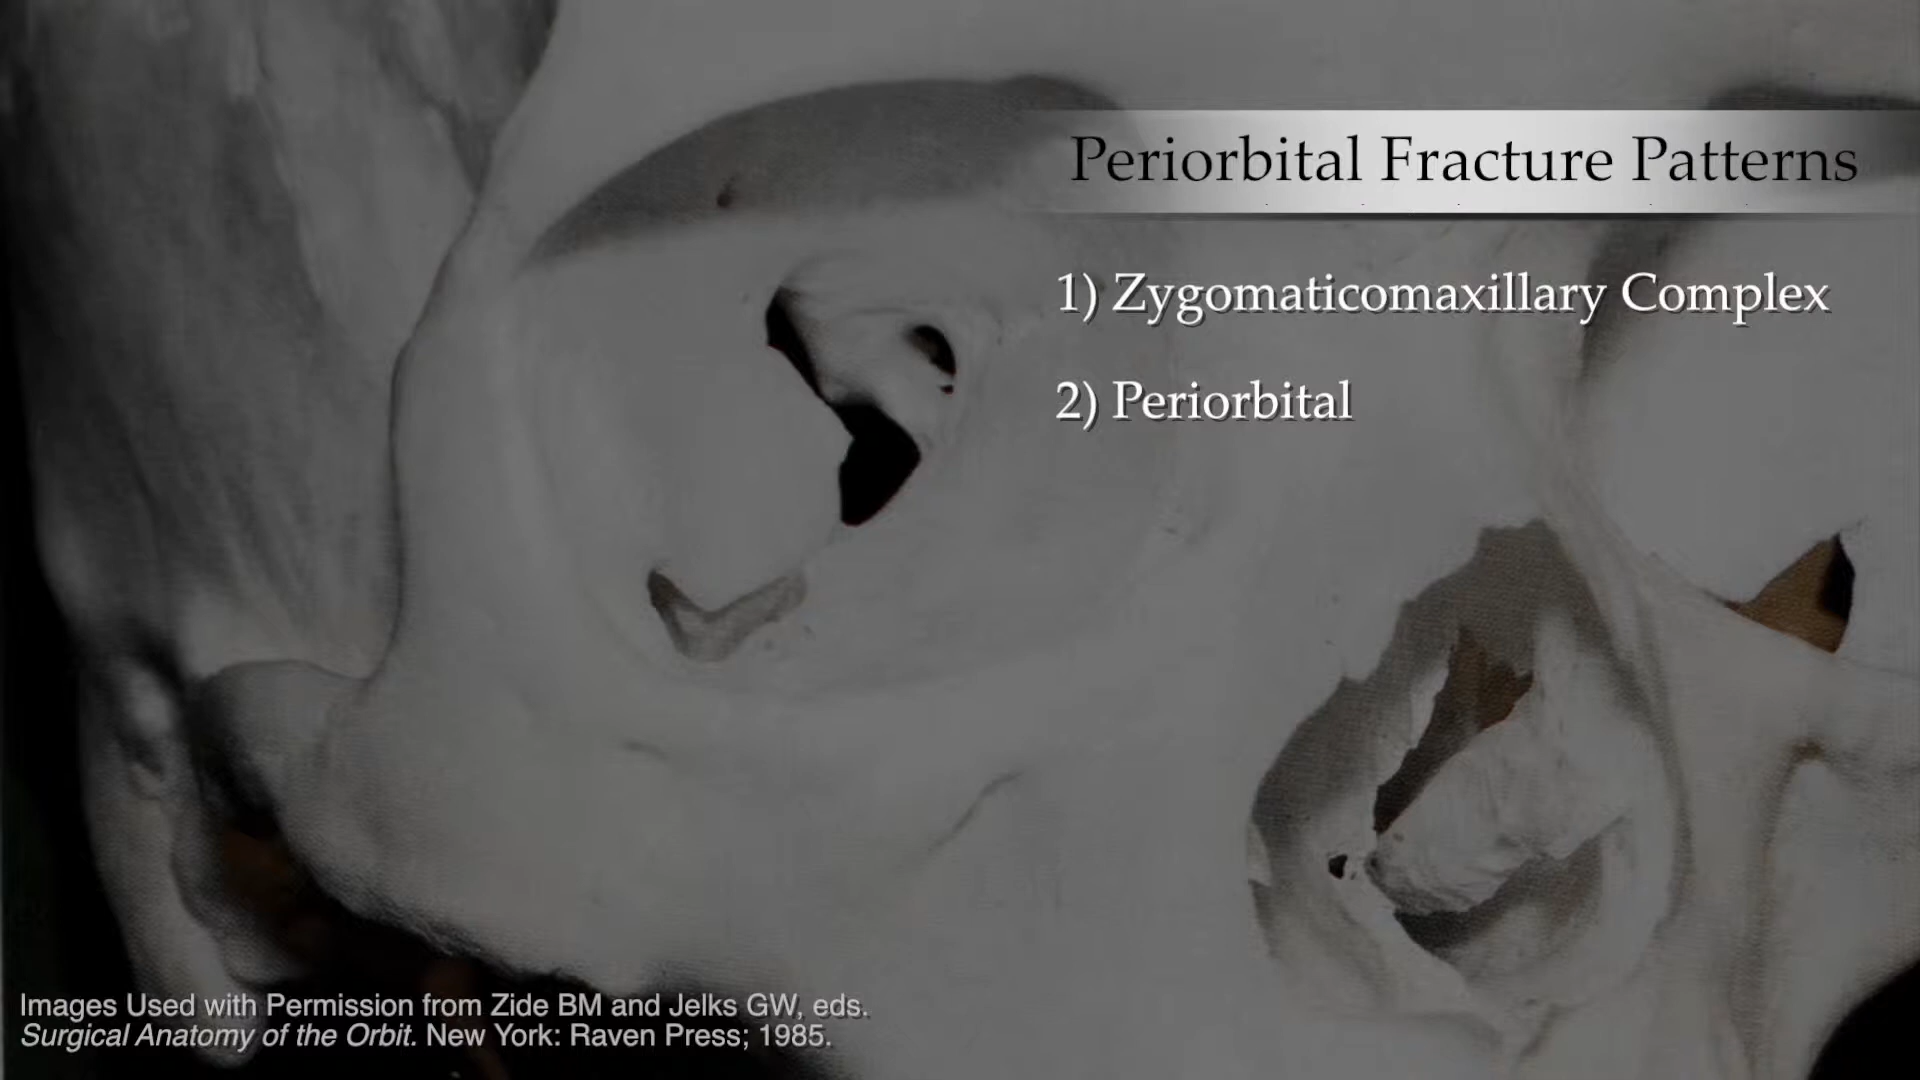 Periorbital Fracture Patterns
1) Zygomaticomaxillary Complex
2) Periorbital
Images Used with Permission from Zide BM and Jelks GW, eds.
Surgical Anatomy of the Orbit. New York: Raven Press; 1985.